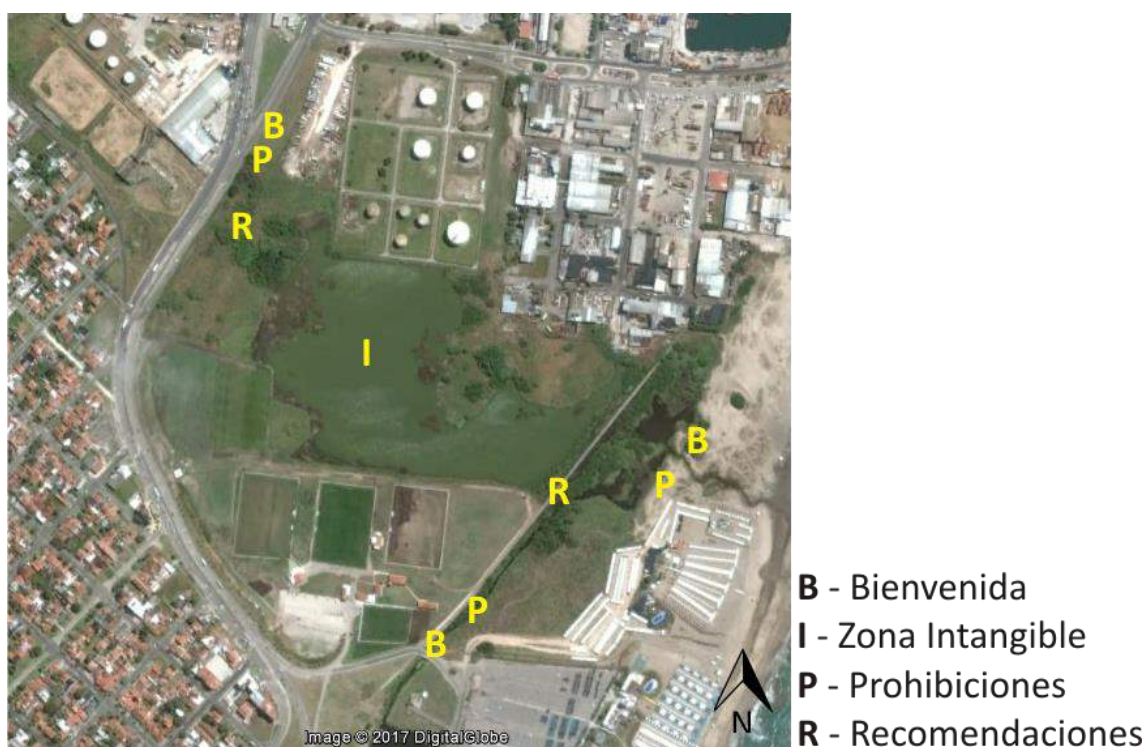 B
P
R
I
B
P
R
P
B
B - Bienvenida
I - Zona Intangible
P - Prohibiciones
R - Recomendaciones
N
Image © 2017 DigitalGlobe